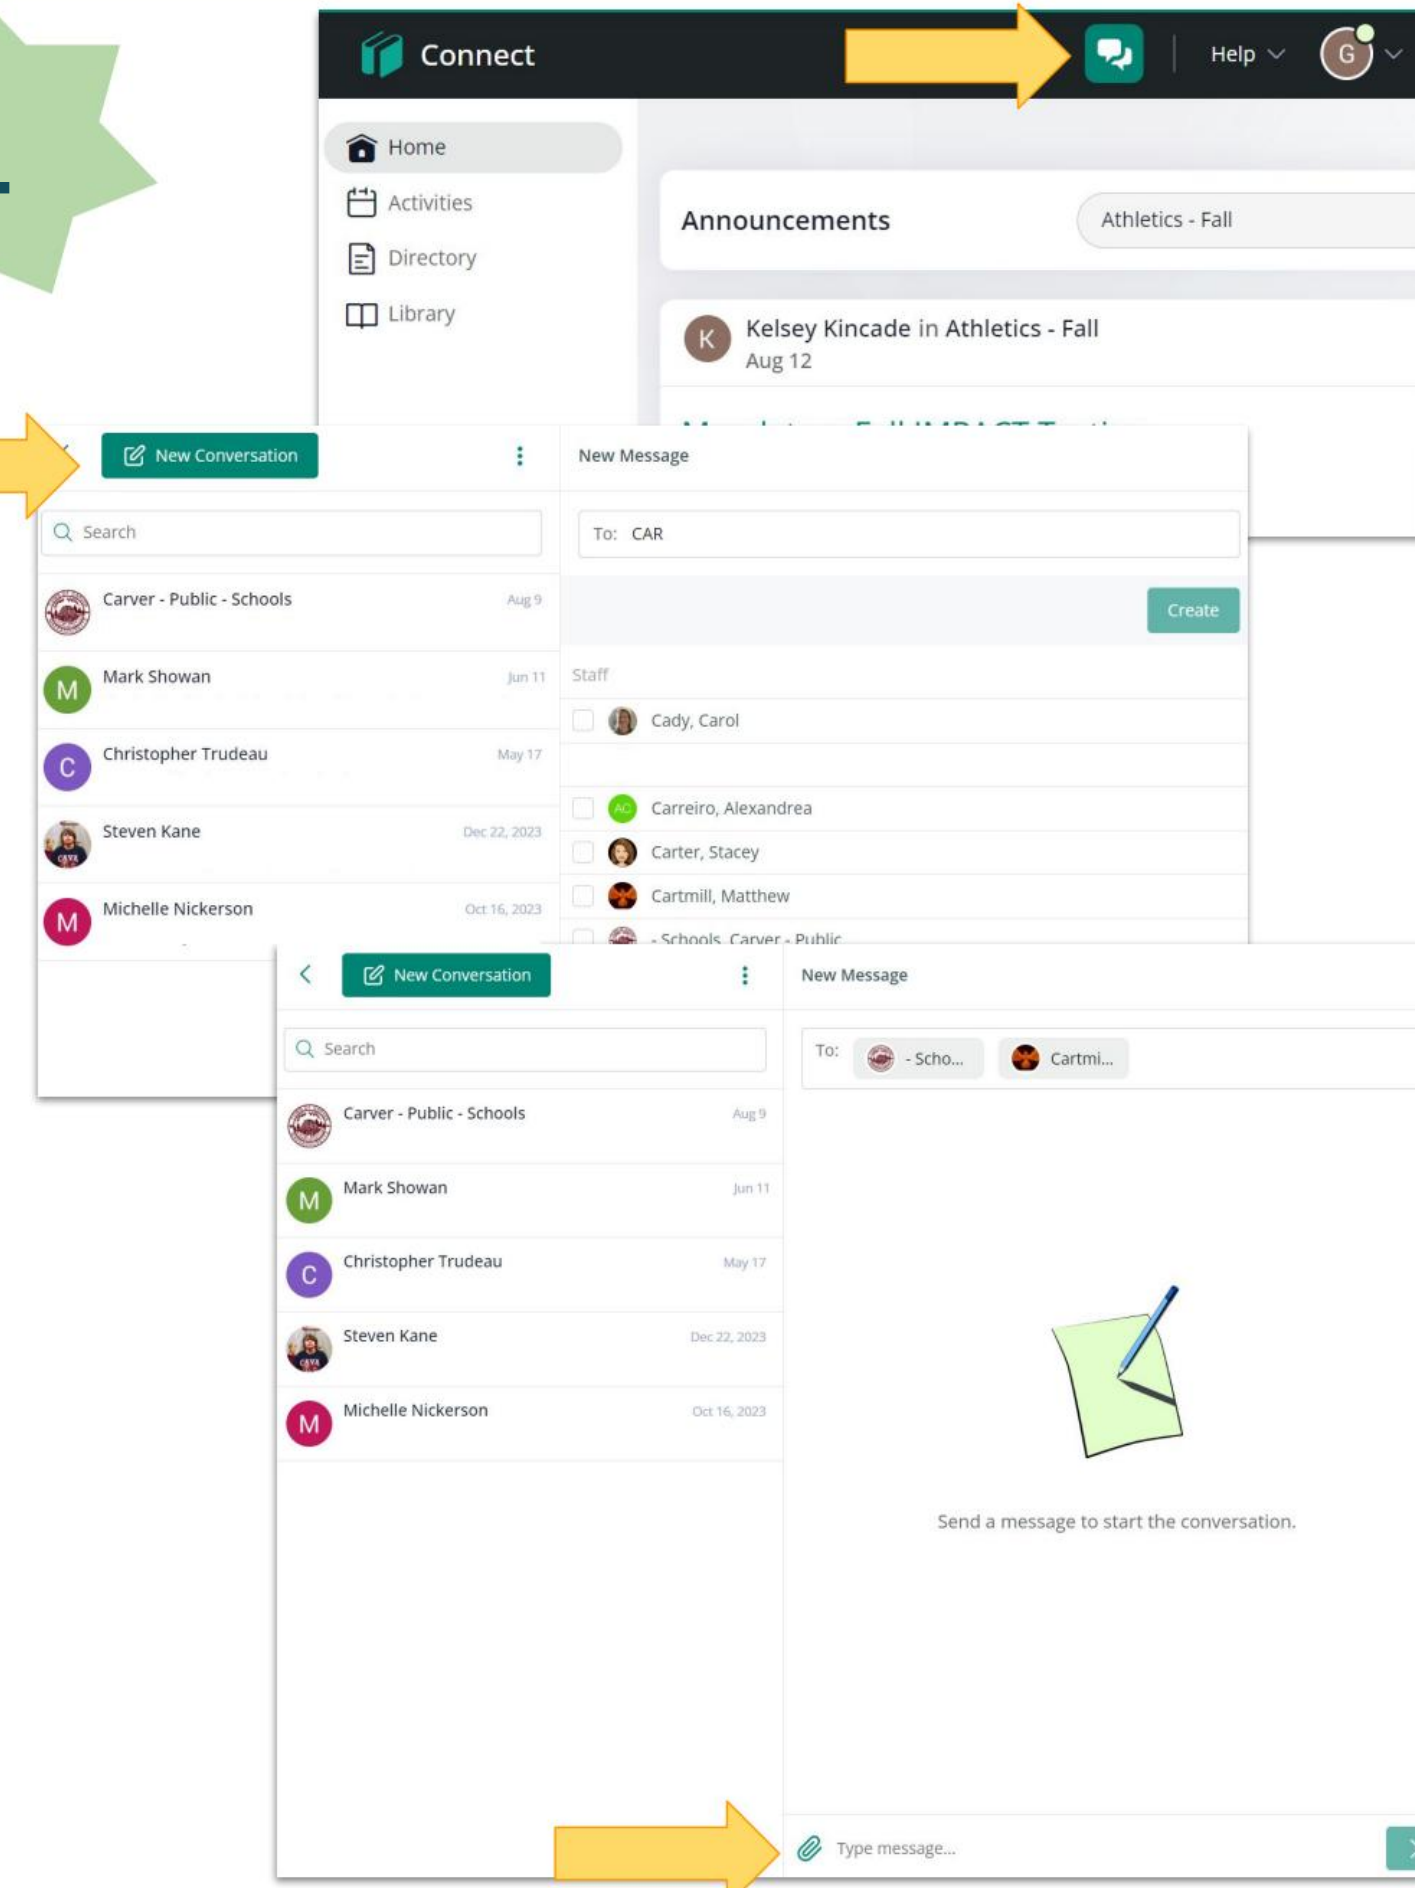 Connect
Help
G
Home
Activities
Directory
Library
Announcements
Athletics - Fall
K
Kelsey Kincade in Athletics - Fall
Aug 12
New Conversation
New Message
Search
To: CAR
Carver - Public - Schools
Aug 9
Create
M
Mark Showan
Jun 11
Staff
Cady, Carol
C
Christopher Trudeau
May 17
AC
Carreiro, Alexandrea
Steven Kane
Dec 22, 2023
Carter, Stacey
Cartmill, Matthew
M
Michelle Nickerson
Oct 16, 2023
- Schools, Carver - Public
New Conversation
New Message
Search
To:
- Scho...
Cartmi...
Carver - Public - Schools
Aug 9
M
Mark Showan
Jun 11
C
Christopher Trudeau
May 17
Steven Kane
Dec 22, 2023
M
Michelle Nickerson
Oct 16, 2023
Send a message to start the conversation.
Type message...